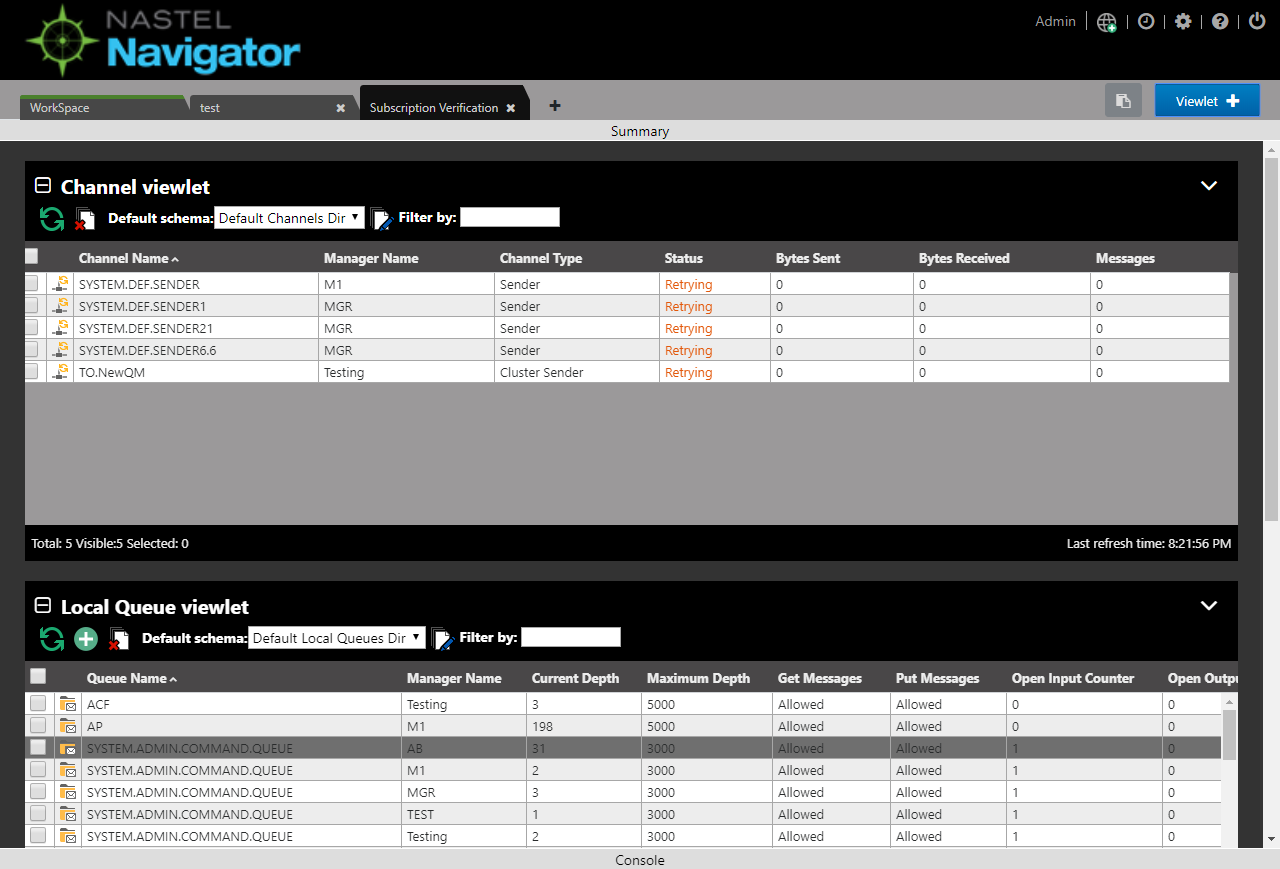 NASTEL
Navigator
Admin
WorkSpace test Subscription Verification Viewlet
Summary
Channel viewlet
Default schema: Default Channels Dir Filter by:
Channel Name Manager Name Channel Type Status Bytes Sent Bytes Received Messages
SYSTEM.DEF.SENDER M1 Sender Retrying 0 0 0
SYSTEM.DEF.SENDER1 MGR Sender Retrying 0 0 0
SYSTEM.DEF.SENDER21 MGR Sender Retrying 0 0 0
SYSTEM.DEF.SENDER6.6 MGR Sender Retrying 0 0 0
TO.NewQM Testing Cluster Sender Retrying 0 0 0
Total: 5 Visible:5 Selected: 0 Last refresh time: 8:21:56 PM
Local Queue viewlet
Default schema: Default Local Queues Dir Filter by:
Queue Name Manager Name Current Depth Maximum Depth Get Messages Put Messages Open Input Counter Open Outpu
ACF Testing 3 5000 Allowed Allowed 0 0
AP M1 198 5000 Allowed Allowed 0 0
SYSTEM.ADMIN.COMMAND.QUEUE AB 31 3000 Allowed Allowed 1 0
SYSTEM.ADMIN.COMMAND.QUEUE M1 2 3000 Allowed Allowed 1 0
SYSTEM.ADMIN.COMMAND.QUEUE MGR 3 3000 Allowed Allowed 1 0
SYSTEM.ADMIN.COMMAND.QUEUE TEST 1 3000 Allowed Allowed 1 0
SYSTEM.ADMIN.COMMAND.QUEUE Testing 2 3000 Allowed Allowed 1 0
Console